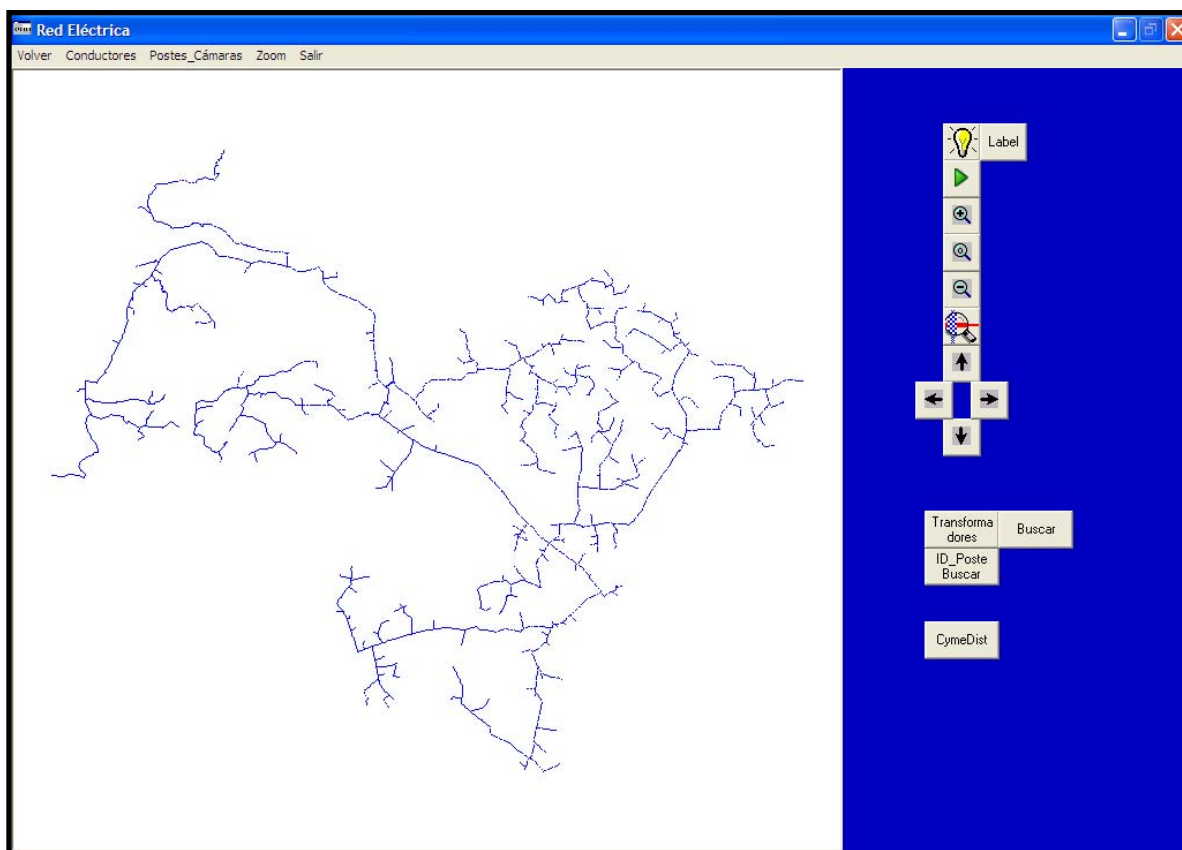 Red Eléctrica
Volver Conductores Postes_Cámaras Zoom Salir
Label
Transforma
dores
Buscar
ID_Poste
Buscar
CymeDist